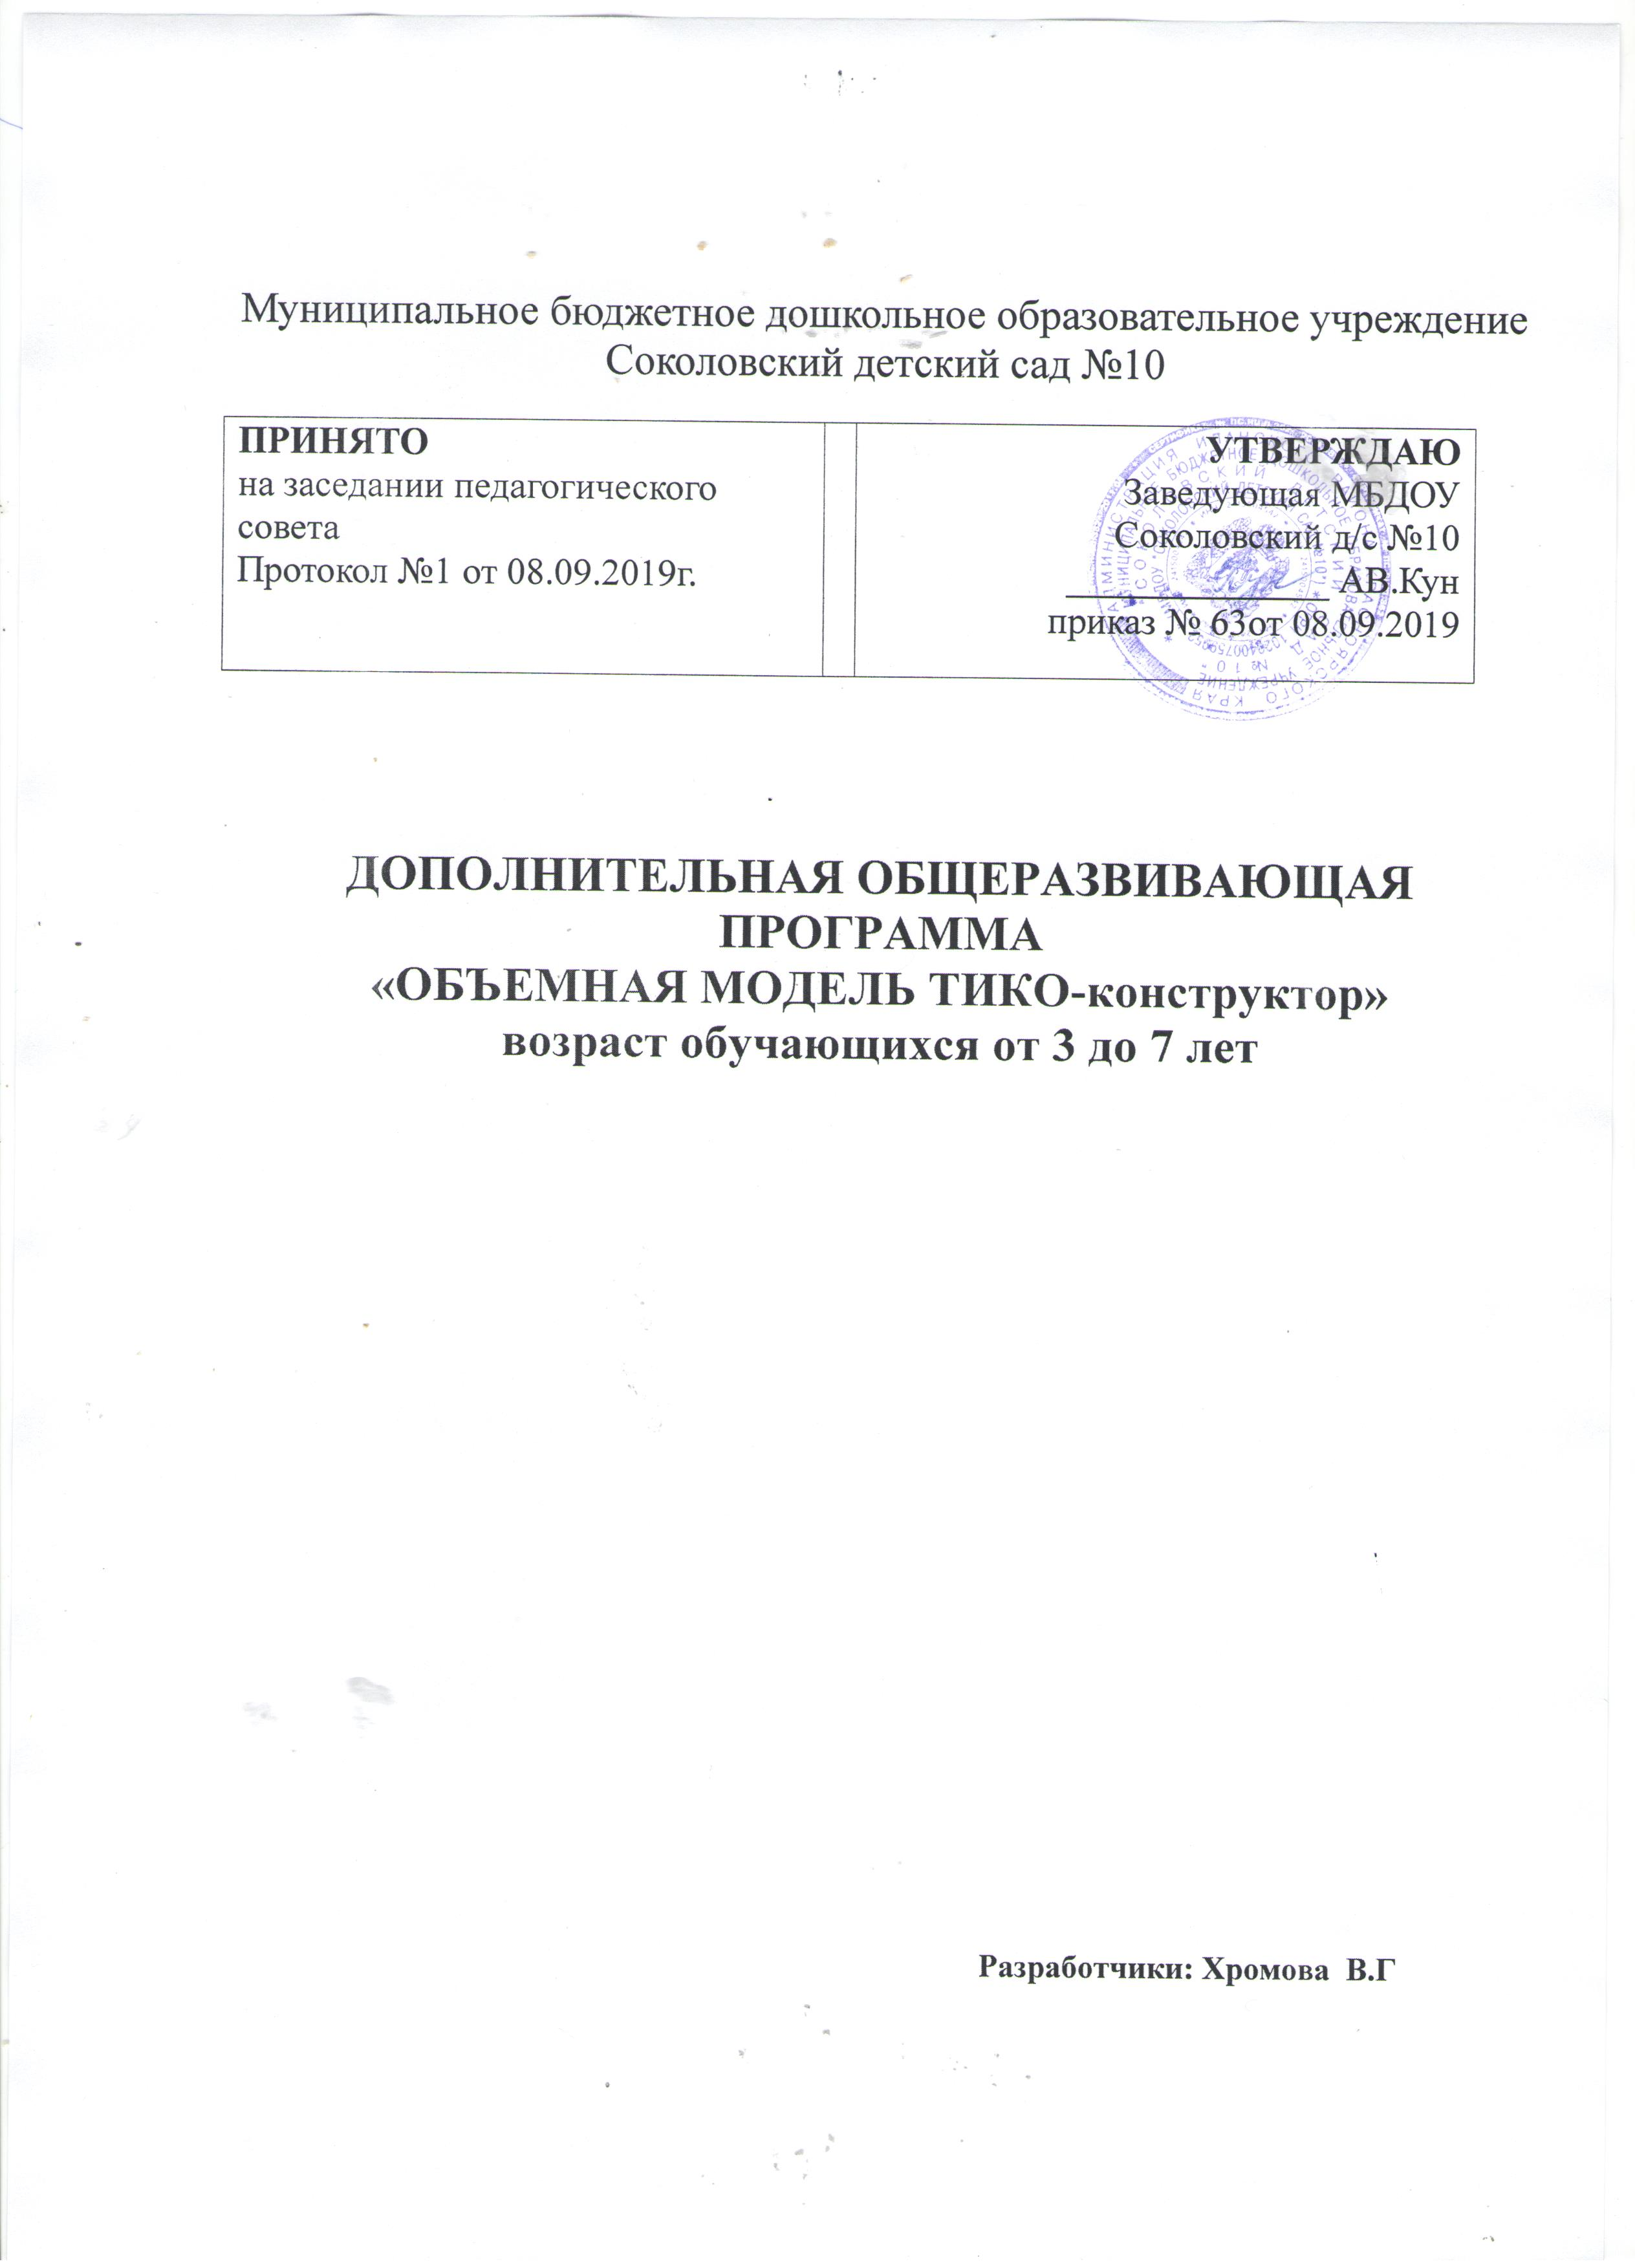 Муниципальное бюджетное дошкольное образовательное учреждение
Соколовский детский сад №10
ПРИНЯТО
на заседании педагогического
совета
Протокол №1 от 08.09.2019г.
УТВЕРЖДАЮ
Заведующая МБДОУ
Соколовский д/с №10
АВ.Кун
приказ № 63от 08.09.2019
ДОПОЛНИТЕЛЬНАЯ ОБЩЕРАЗВИВАЮЩАЯ
ПРОГРАММА
«ОБЪЕМНАЯ МОДЕЛЬ ТИКО-конструктор»
возраст обучающихся от 3 до 7 лет
Разработчики: Хромова  В.Г